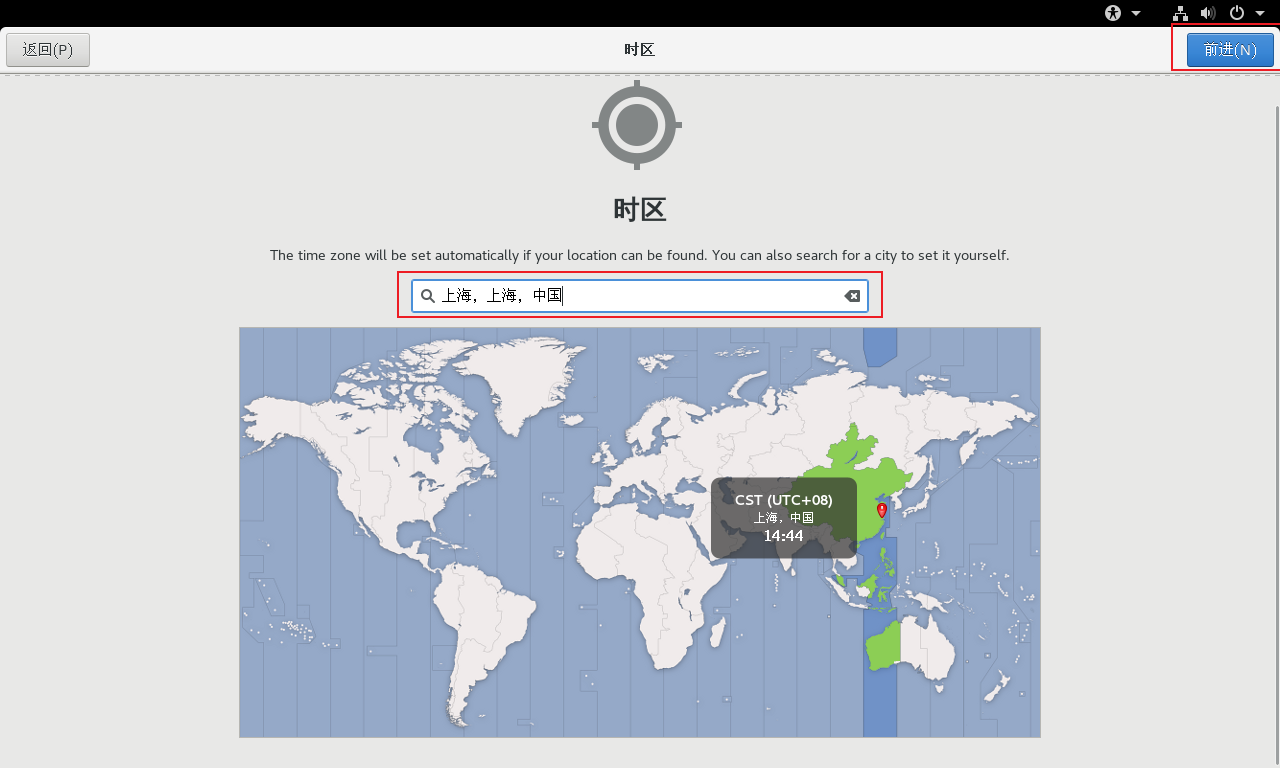 返回(P)
时区
前进(N)
时区
The time zone will be set automatically if your location can be found. You can also search for a city to set it yourself.
上海，上海，中国
CST (UTC+08)
上海，中国
14:44